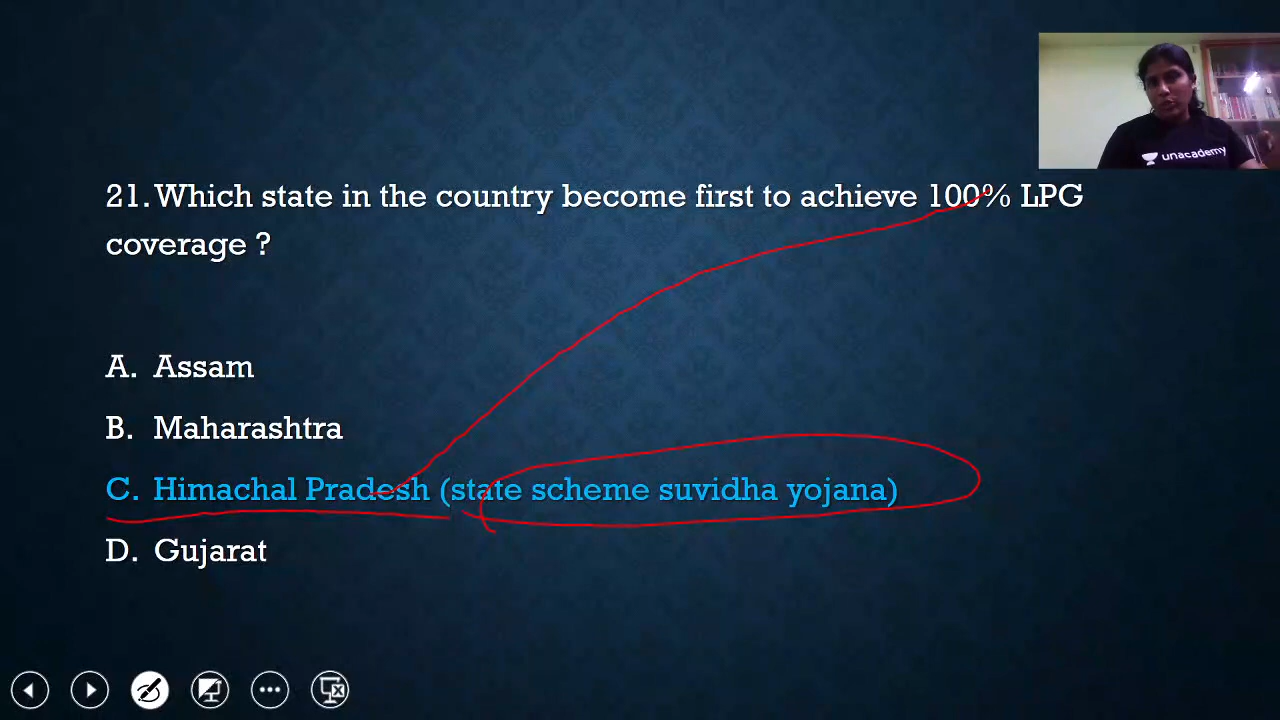 unacademy
21. Which state in the country become first to achieve 100% LPG
coverage ?
A. Assam
B. Maharashtra
C. Himachal Pradesh (state scheme suvidha yojana)
D. Gujarat